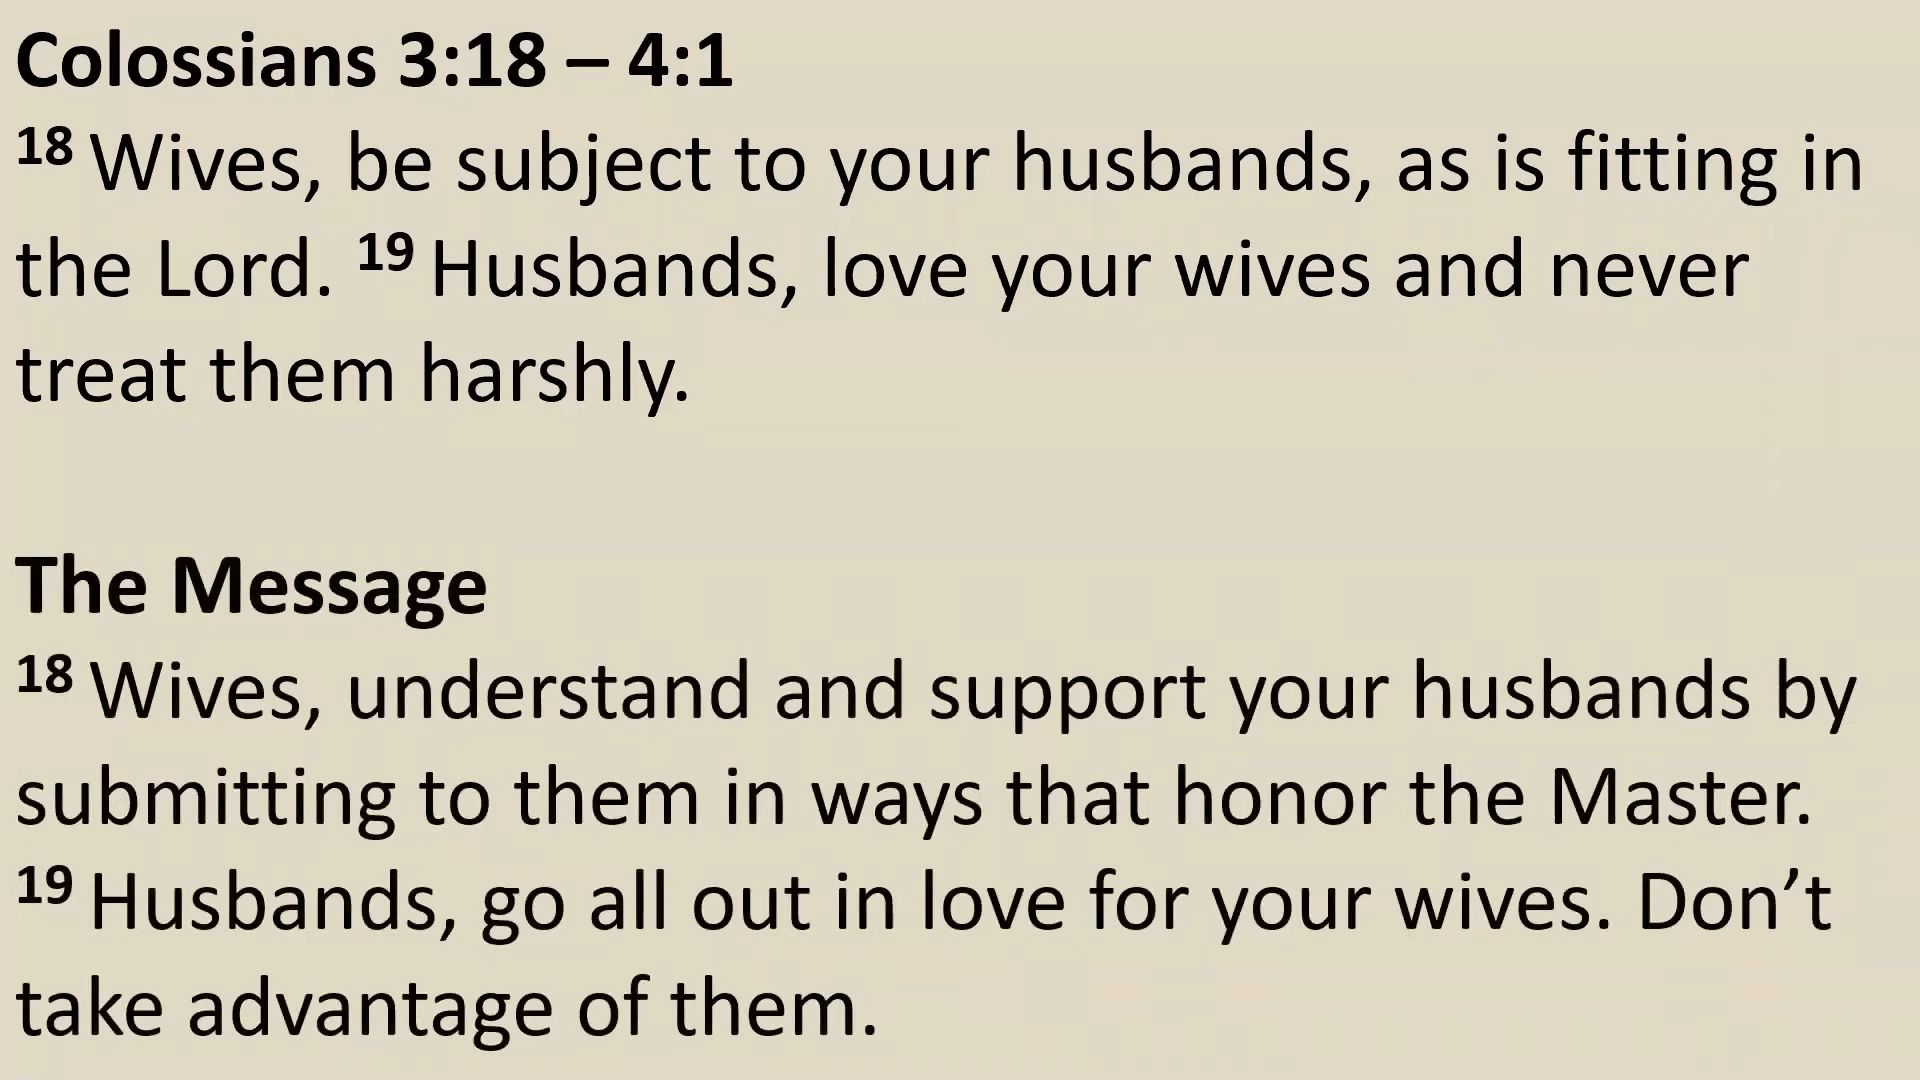 Colossians 3:18 – 4:1
18 Wives, be subject to your husbands, as is fitting in
the Lord. 19 Husbands, love your wives and never
treat them harshly.
The Message
18 Wives, understand and support your husbands by
submitting to them in ways that honor the Master.
19 Husbands, go all out in love for your wives. Don’t
take advantage of them.